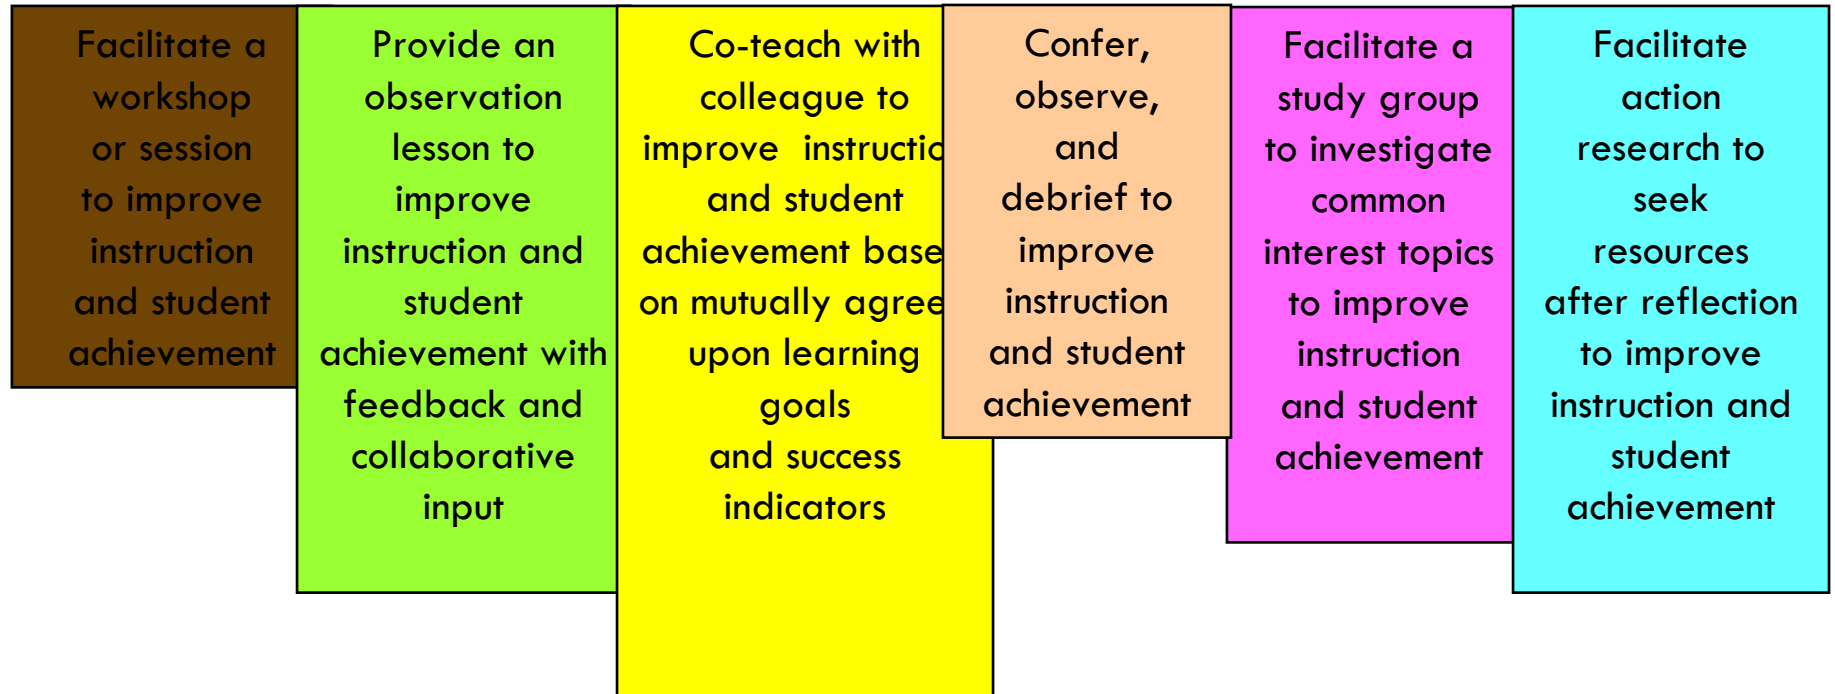 Facilitate a
workshop
or session
to improve
instruction
and student
achievement
Provide an
observation
lesson to
improve
instruction and
student
achievement with
feedback and
collaborative
input
Co-teach with
colleague to
improve instructio
and student
achievement base
on mutually agree
upon learning
goals
and success
indicators
Confer,
observe,
and
debrief to
improve
instruction
and student
achievement
Facilitate a
study group
to investigate
common
interest topics
to improve
instruction
and student
achievement
Facilitate
action
research to
seek
resources
after reflection
to improve
instruction and
student
achievement